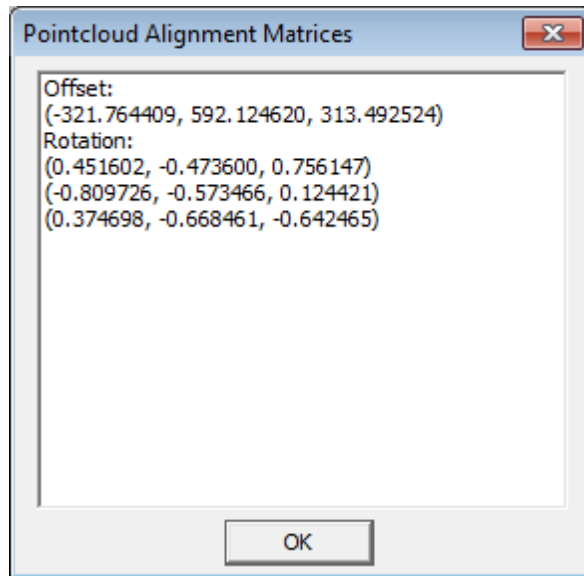 Pointcloud Alignment Matrices
Offset:
(-321.764409, 592.124620, 313.492524)
Rotation:
(0.451602, -0.473600, 0.756147)
(-0.809726, -0.573466, 0.124421)
(0.374698, -0.668461, -0.642465)
OK